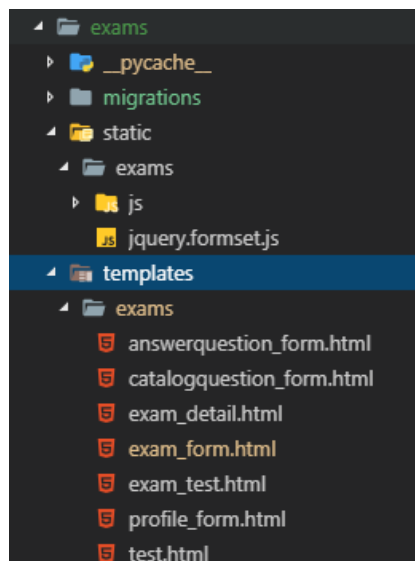 exams
__pycache__
migrations
static
exams
js
jquery.formset.js
templates
exams
answerquestion_form.html
catalogquestion_form.html
exam_detail.html
exam_form.html
exam_test.html
profile_form.html
test.html